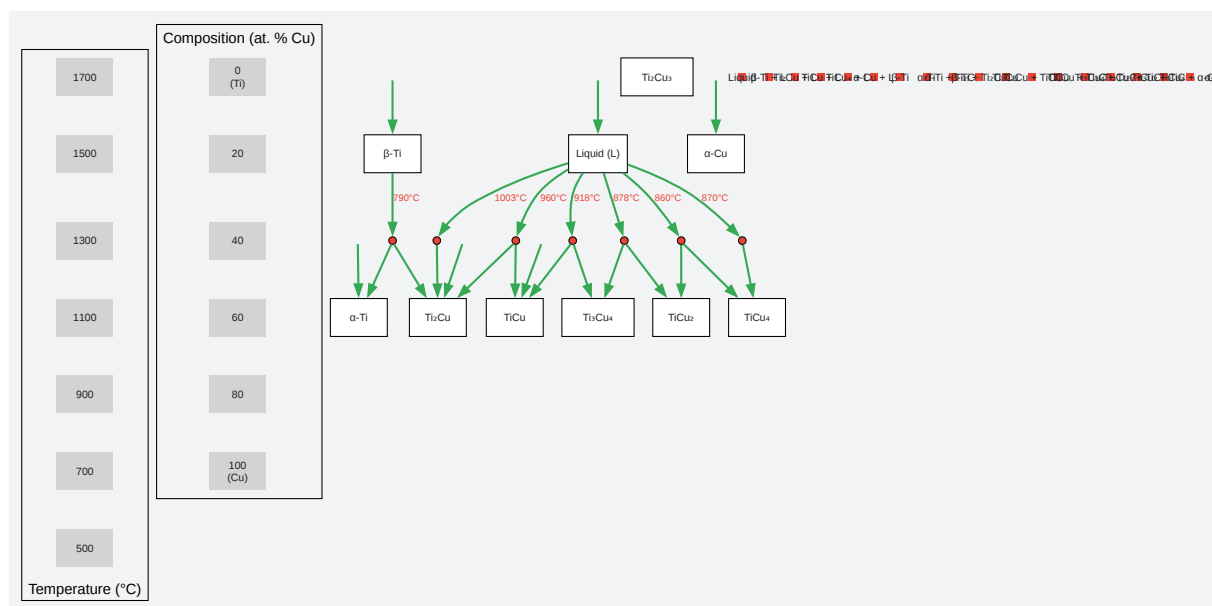 Composition (at. % Cu)
1700
0
(Ti)
Ti₂Cu₃
1500
20
β-Ti
Liquid (L)
α-Cu
790°C
1003°C
960°C
918°C
878°C
860°C
870°C
1300
40
1100
60
α-Ti
Ti₂Cu
TiCu
Ti₃Cu₄
TiCu₂
TiCu₄
900
80
700
100
(Cu)
500
Temperature (°C)